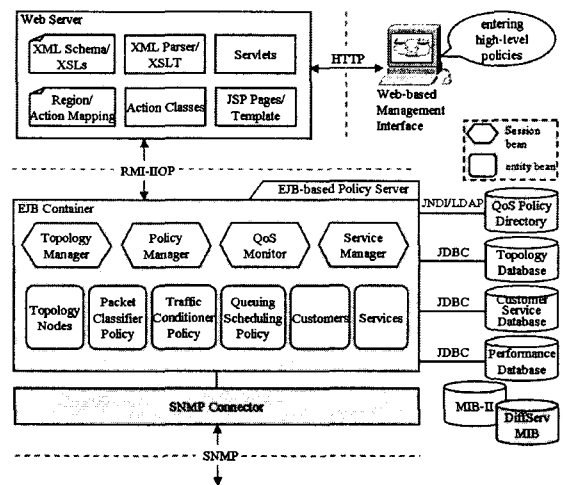 Web Server
XML Schema/
XSLs
XML Parser/
XSLT
Servlets
Region/
Action Mapping
Action Classes
JSP Pages/
Template
HTTP
entering
high-level
policies
Web-based
Management
Interface
Session
bean
entity bean
RMI-IIOP
EJB-based Policy Server
EJB Container
Topology
Manager
Policy
Manager
QoS
Monitor
Service
Manager
Topology
Nodes
Packet
Classifier
Policy
Traffic
Conditioner
Policy
Queuing
Scheduling
Policy
Customers
Services
JNDI/LDAP
QoS Policy
Directory
JDBC
Topology
Database
JDBC
Customer
Service
Database
JDBC
Performance
Database
SNMP Connector
MIB-II
DiffServ
MIB
SNMP